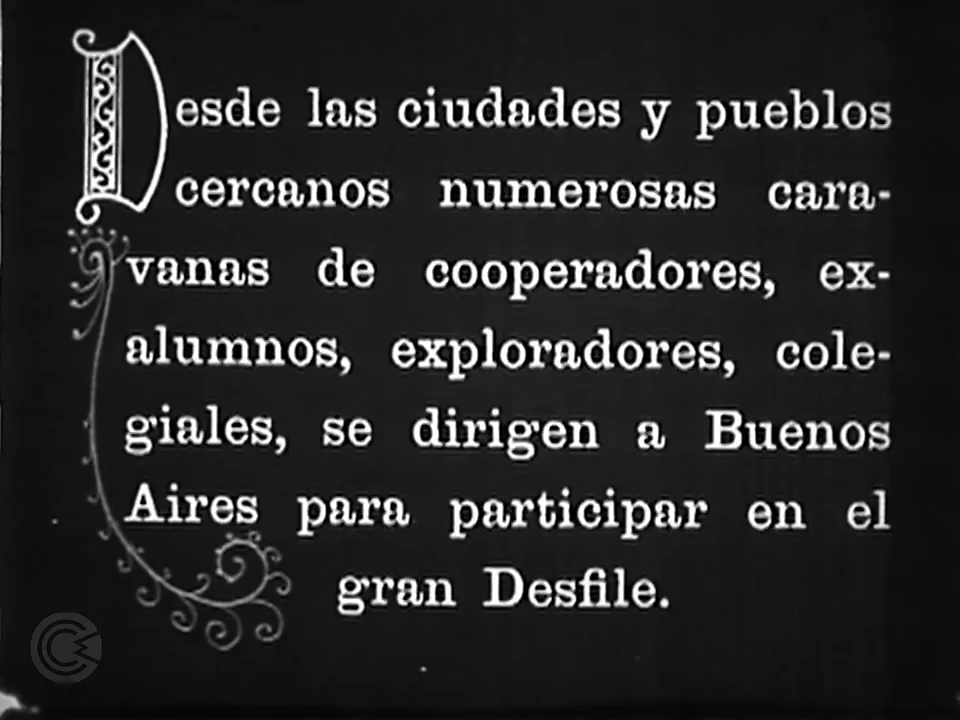 Desde las ciudades y pueblos
cercanos numerosas cara-
vanas de cooperadores, ex-
alumnos, exploradores, cole-
giales, se dirigen a Buenos
Aires para participar en el
gran Desfile.